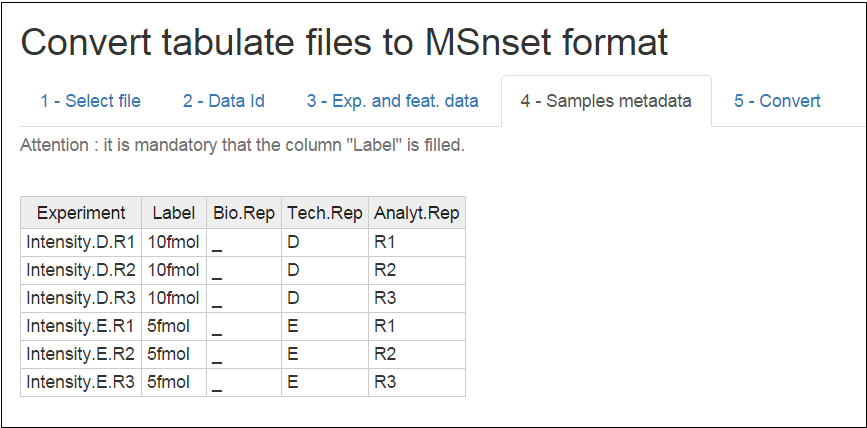 Convert tabulate files to MSnset format
1 - Select file 2 - Data Id 3 - Exp. and feat. data 4 - Samples metadata 5 - Convert
Attention : it is mandatory that the column "Label" is filled.
Experiment Label Bio.Rep Tech.Rep Analyt.Rep
Intensity.D.R1 10fmol _ D R1
Intensity.D.R2 10fmol _ D R2
Intensity.D.R3 10fmol _ D R3
Intensity.E.R1 5fmol _ E R1
Intensity.E.R2 5fmol _ E R2
Intensity.E.R3 5fmol _ E R3